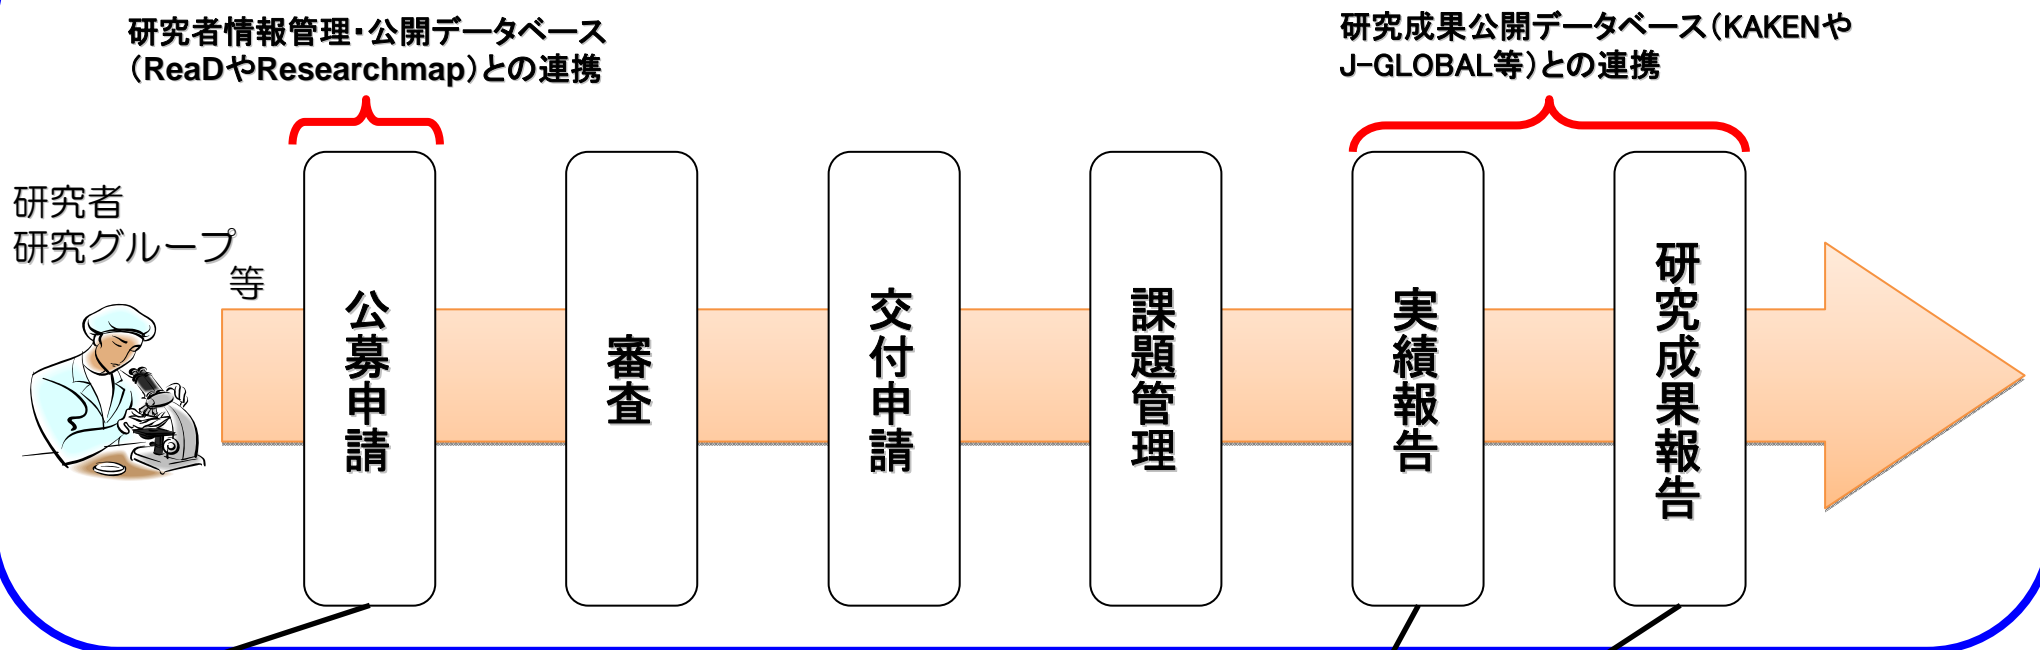 研究者情報管理・公開データベース
（ReaDやResearchmap）との連携
研究成果公開データベース（KAKENや
J-GLOBAL等）との連携
研究者
研究グループ
等
公募申請
審査
交付申請
課題管理
実績報告
研究成果報告